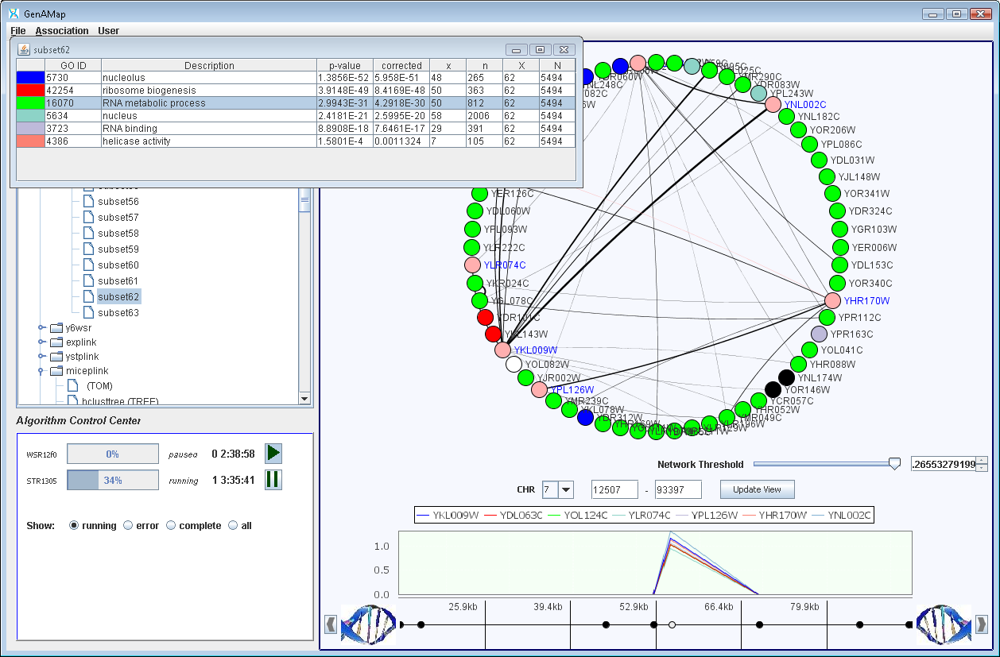 GenAMap
File Association User
subset62
GO ID Description p-value corrected x n X N
5730 nucleolus 1.3856E-52 5.958E-51 48 265 62 5494
42254 ribosome biogenesis 3.9148E-49 8.4169E-48 50 363 62 5494
16070 RNA metabolic process 2.9943E-31 4.2918E-30 50 812 62 5494
5634 nucleus 2.4181E-21 2.5995E-20 58 2006 62 5494
3723 RNA binding 8.8908E-18 7.6461E-17 29 391 62 5494
4386 helicase activity 1.5801E-4 0.0011324 7 105 62 5494
subset56
subset57
subset58
subset59
subset60
subset61
subset62
subset63
y6wsr
explink
ystplink
miceplink
(TOM)
hclusttree (TREE)
Algorithm Control Center
WSR12f0 0% paused 0 2:38:58
STR1305 34% running 1 3:35:41
Show: running error complete all
YMR290C
YDR083W
YPL243W
YNL002C
YNL182C
YOR206W
YPL086C
YDL031W
YJL148W
YOR341W
YDR324C
YGR103W
YER006W
YDL153C
YOR340C
YHR170W
YPR112C
YPR163C
YOL041C
YHR088W
YNL174W
YOR146W
YCR057C
YHR052W
YMR049C
YER126C
YDL060W
YPL093W
YLR222C
YLR074C
YKR024C
YGL078C
YKL009W
YOL082W
YJR002W
YPL126W
YMR239C
YKL078W
YDR312W
Network Threshold .26553279199
CHR 7 12507 - 93397 Update View
YKL009W YDL063C YOL124C YLR074C YPL126W YHR170W YNL002C
1.0
0.5
0.0
25.9kb 39.4kb 52.9kb 66.4kb 79.9kb